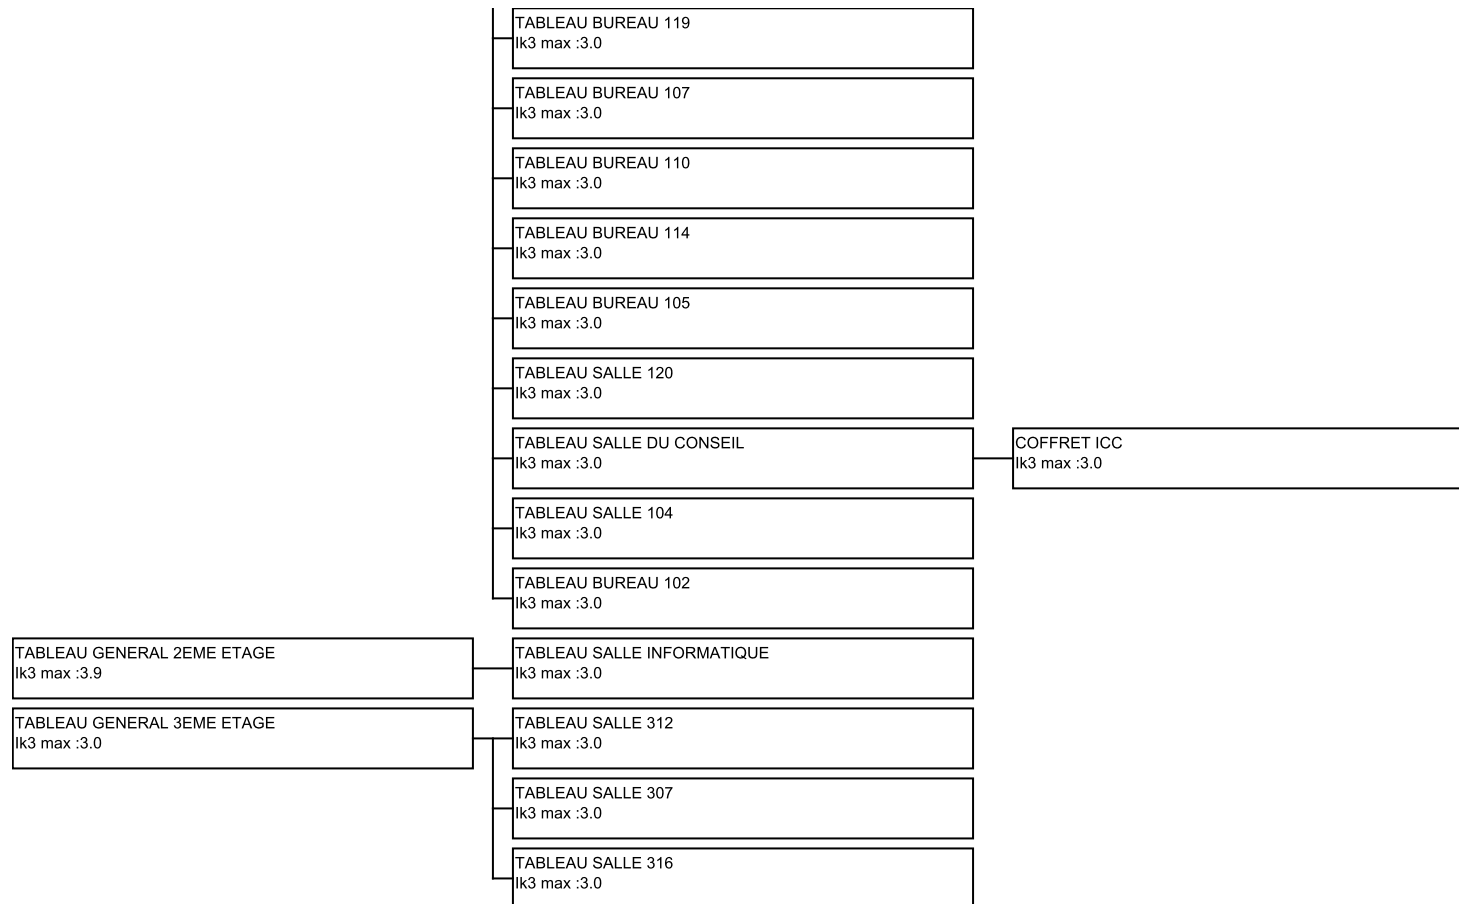 TABLEAU BUREAU 119
Ik3 max :3.0
TABLEAU BUREAU 107
Ik3 max :3.0
TABLEAU BUREAU 110
Ik3 max :3.0
TABLEAU BUREAU 114
Ik3 max :3.0
TABLEAU BUREAU 105
Ik3 max :3.0
TABLEAU SALLE 120
Ik3 max :3.0
TABLEAU SALLE DU CONSEIL
Ik3 max :3.0
COFFRET ICC
Ik3 max :3.0
TABLEAU SALLE 104
Ik3 max :3.0
TABLEAU BUREAU 102
Ik3 max :3.0
TABLEAU GENERAL 2EME ETAGE
Ik3 max :3.9
TABLEAU SALLE INFORMATIQUE
Ik3 max :3.0
TABLEAU GENERAL 3EME ETAGE
Ik3 max :3.0
TABLEAU SALLE 312
Ik3 max :3.0
TABLEAU SALLE 307
Ik3 max :3.0
TABLEAU SALLE 316
Ik3 max :3.0